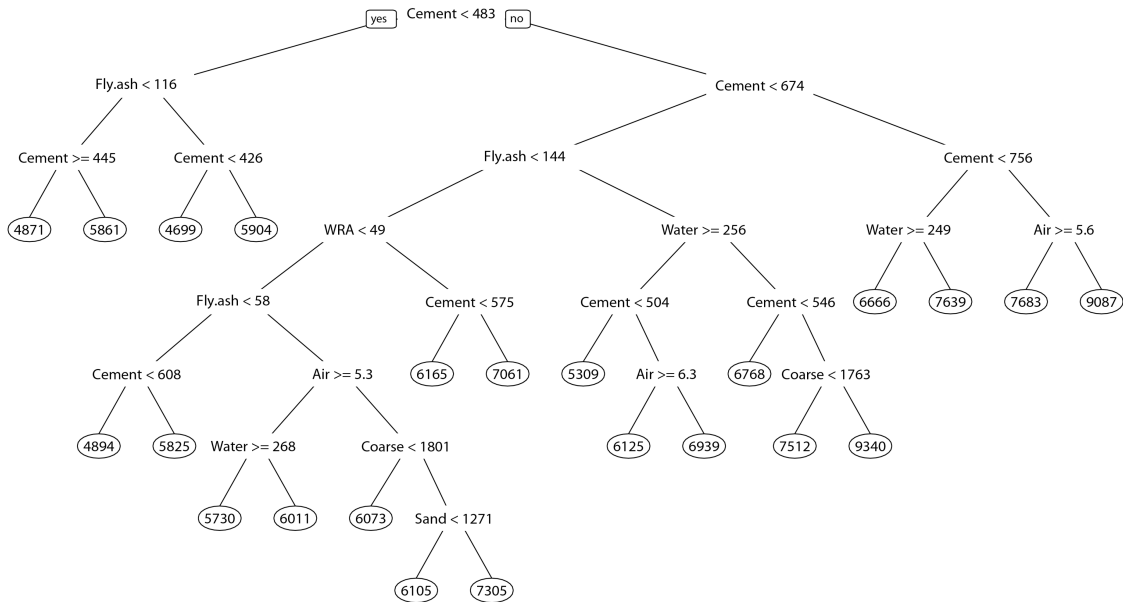 yes Cement < 483 no
Fly.ash < 116 Cement < 674
Cement >= 445 Cement < 426 Fly.ash < 144 Cement < 756
4871 5861 4699 5904 WRA < 49 Water >= 256 Water >= 249 Air >= 5.6
Fly.ash < 58 Cement < 575 Cement < 504 Cement < 546 6666 7639 7683 9087
Cement < 608 Air >= 5.3 6165 7061 5309 Air >= 6.3 6768 Coarse < 1763
4894 5825 Water >= 268 Coarse < 1801 6125 6939 7512 9340
5730 6011 6073 Sand < 1271
6105 7305